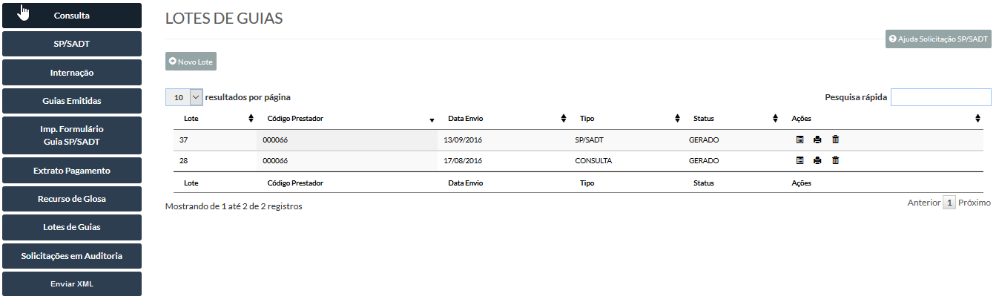 Consulta
SP/SADT
Internação
Guias Emitidas
Imp. Formulário
Guia SP/SADT
Extrato Pagamento
Recurso de Glosa
Lotes de Guias
Solicitações em Auditoria
Enviar XML
LOTES DE GUIAS
Ajuda Solicitação SP/SADT
Novo Lote
10 resultados por página
Pesquisa rápida
Lote Código Prestador Data Envio Tipo Status Ações
37 000066 13/09/2016 SP/SADT GERADO
28 000066 17/08/2016 CONSULTA GERADO
Lote Código Prestador Data Envio Tipo Status Ações
Mostrando de 1 até 2 de 2 registros
Anterior 1 Próximo